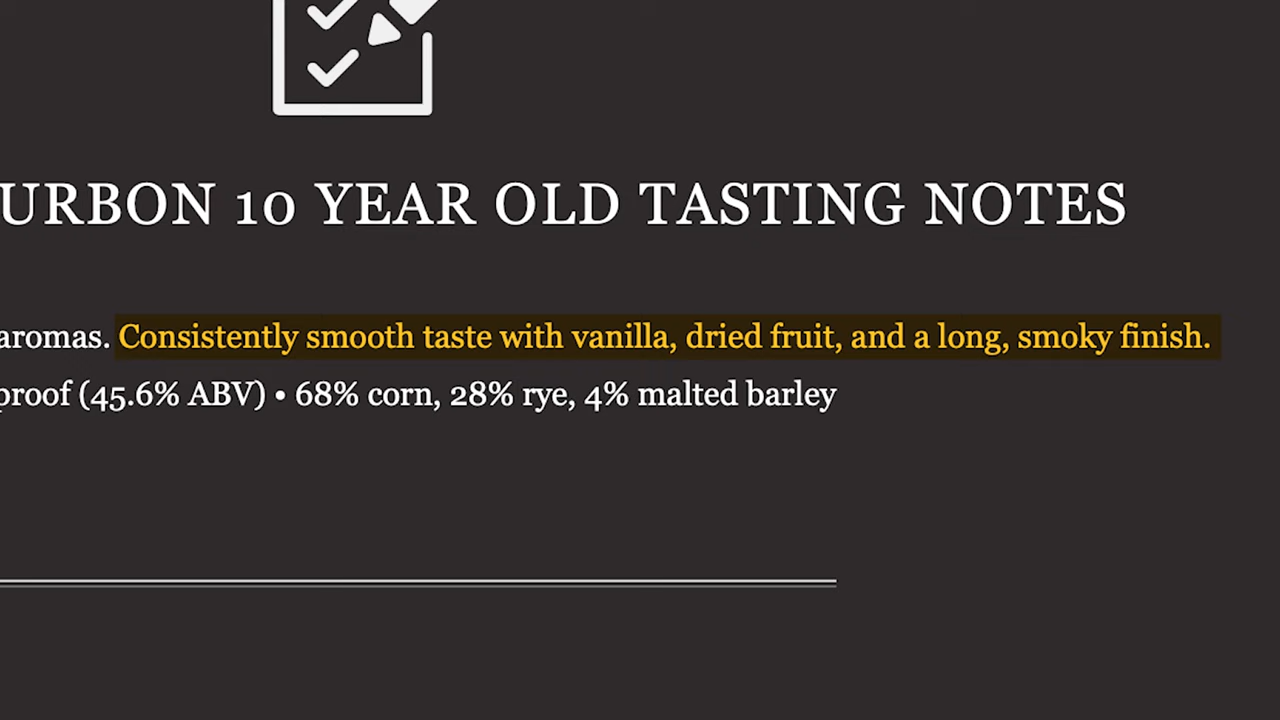 URBON 10 YEAR OLD TASTING NOTES
aromas. Consistently smooth taste with vanilla, dried fruit, and a long, smoky finish.
proof (45.6% ABV) • 68% corn, 28% rye, 4% malted barley